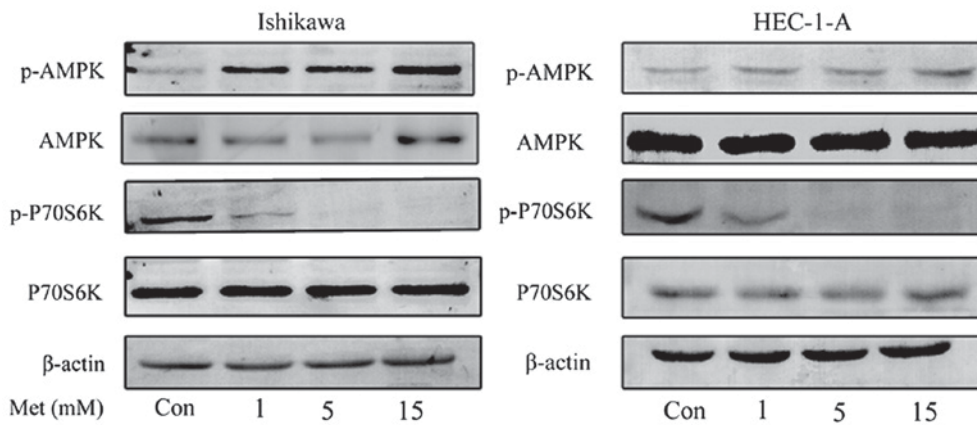 Ishikawa
p-AMPK
AMPK
p-P70S6K
P70S6K
β-actin
Met (mM) Con 1 5 15
HEC-1-A
p-AMPK
AMPK
p-P70S6K
P70S6K
β-actin
Con 1 5 15